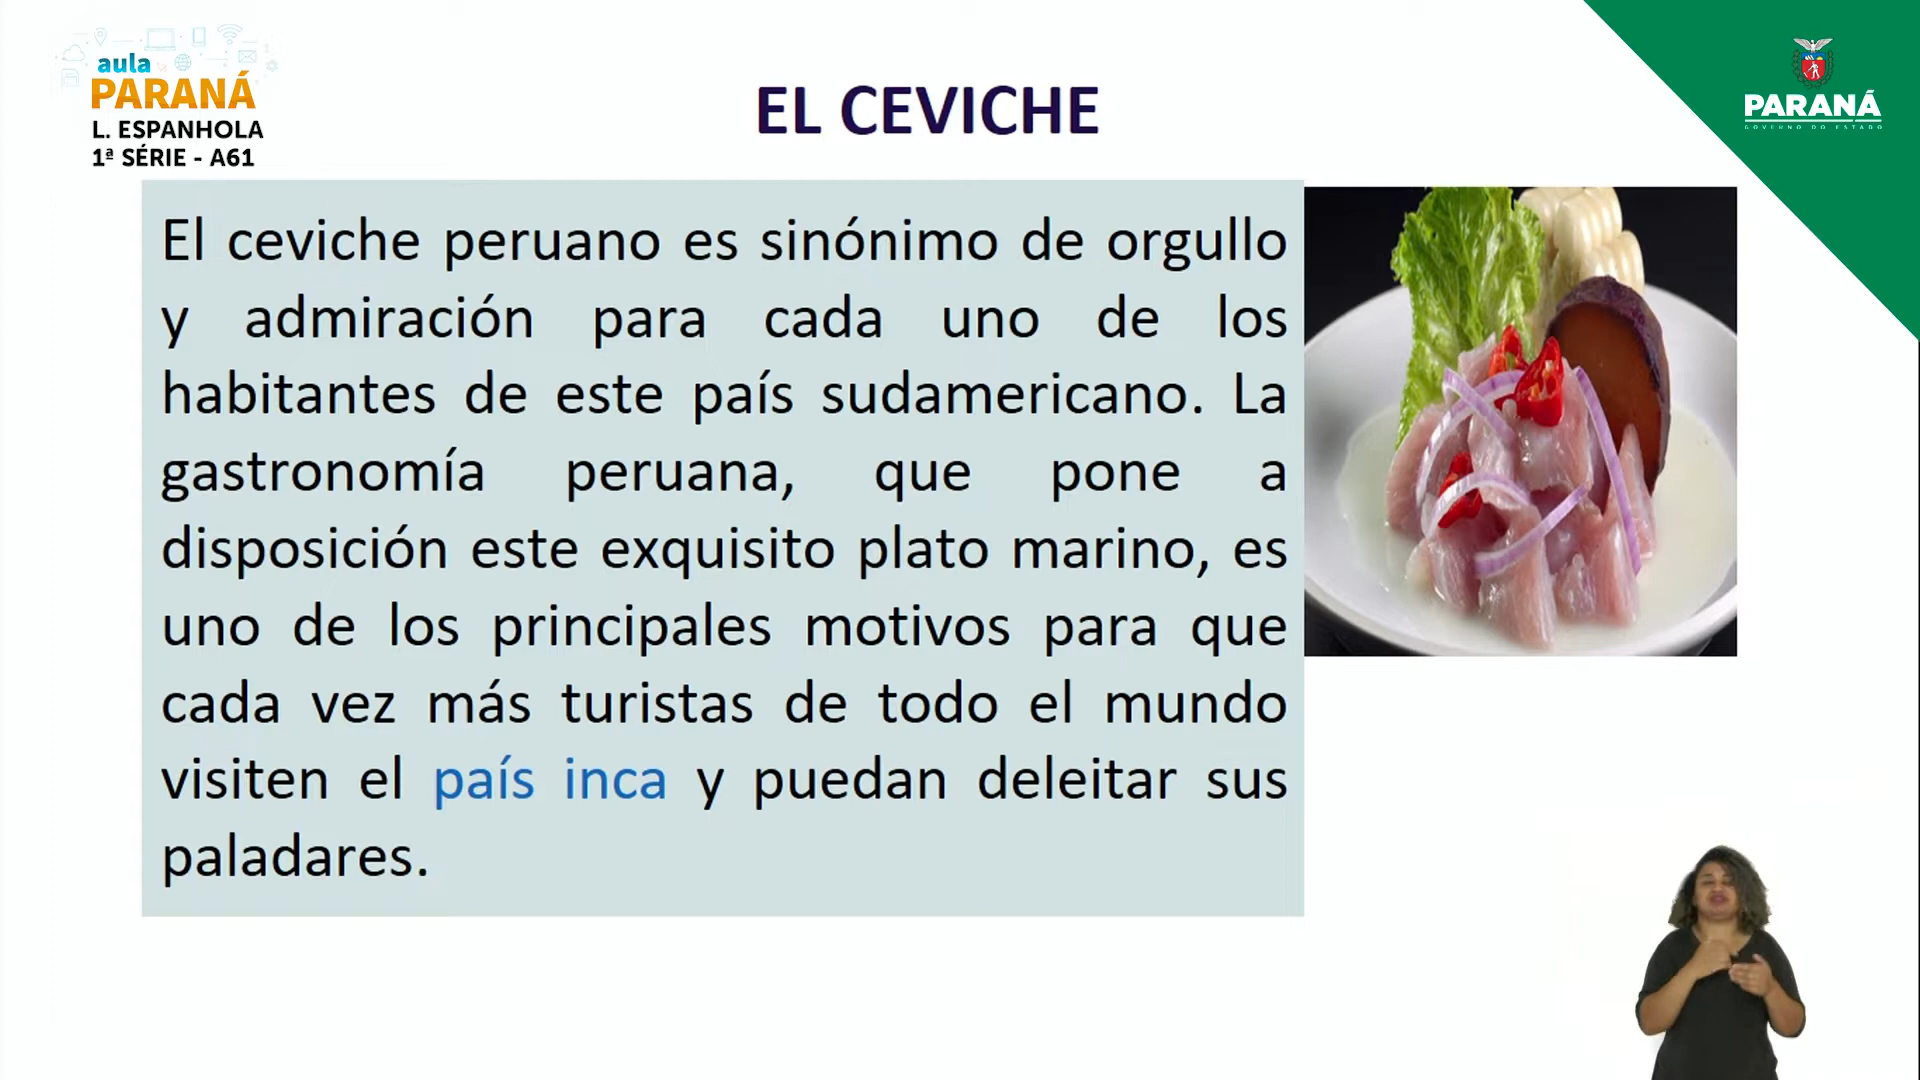 aula
PARANÁ
L. ESPANHOLA
1ª SÉRIE - A61
EL CEVICHE
PARANÁ
GOVERNO DO ESTADO
El ceviche peruano es sinónimo de orgullo
y admiración para cada uno de los
habitantes de este país sudamericano. La
gastronomía peruana, que pone a
disposición este exquisito plato marino, es
uno de los principales motivos para que
cada vez más turistas de todo el mundo
visiten el país inca y puedan deleitar sus
paladares.